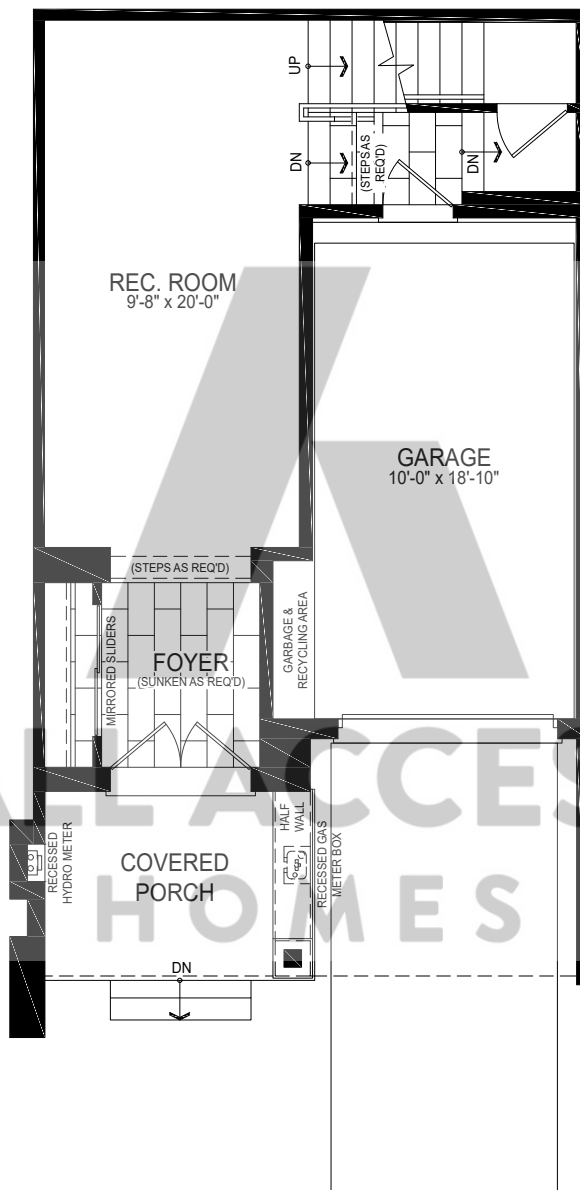 UP
DN
(STEPS AS
REQ'D)
DN
REC. ROOM
9'-8" x 20'-0"
GARAGE
10'-0" x 18'-10"
(STEPS AS REQ'D)
GARBAGE &
RECYCLING AREA
MIRRORED SLIDERS
FOYER
(SUNKEN AS REQ'D)
ALL ACCESS
HOMES
RECESSED
HYDRO METER
COVERED
PORCH
HALF
WALL
RECESSED GAS
METER BOX
DN